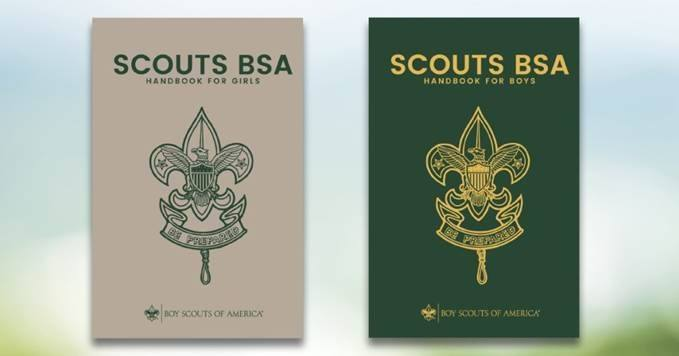 SCOUTS BSA
HANDBOOK FOR GIRLS
BE PREPARED
BOY SCOUTS OF AMERICA®
SCOUTS BSA
HANDBOOK FOR BOYS
BE PREPARED
BOY SCOUTS OF AMERICA®